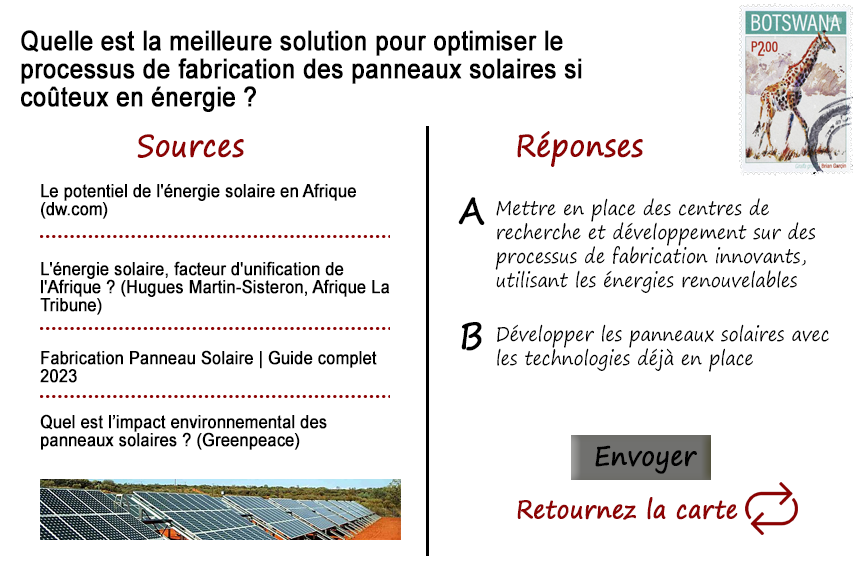 Quelle est la meilleure solution pour optimiser le
processus de fabrication des panneaux solaires si
coûteux en énergie ?
BOTSWANA
P2.00
Brian Gargin
Sources
Le potentiel de l'énergie solaire en Afrique
(dw.com)
L'énergie solaire, facteur d'unification de
l'Afrique ? (Hugues Martin-Sisteron, Afrique La
Tribune)
Fabrication Panneau Solaire | Guide complet
2023
Quel est l’impact environnemental des
panneaux solaires ? (Greenpeace)
Réponses
A Mettre en place des centres de
recherche et développement sur des
processus de fabrication innovants,
utilisant les énergies renouvelables
B Développer les panneaux solaires avec
les technologies déjà en place
Envoyer
Retournez la carte